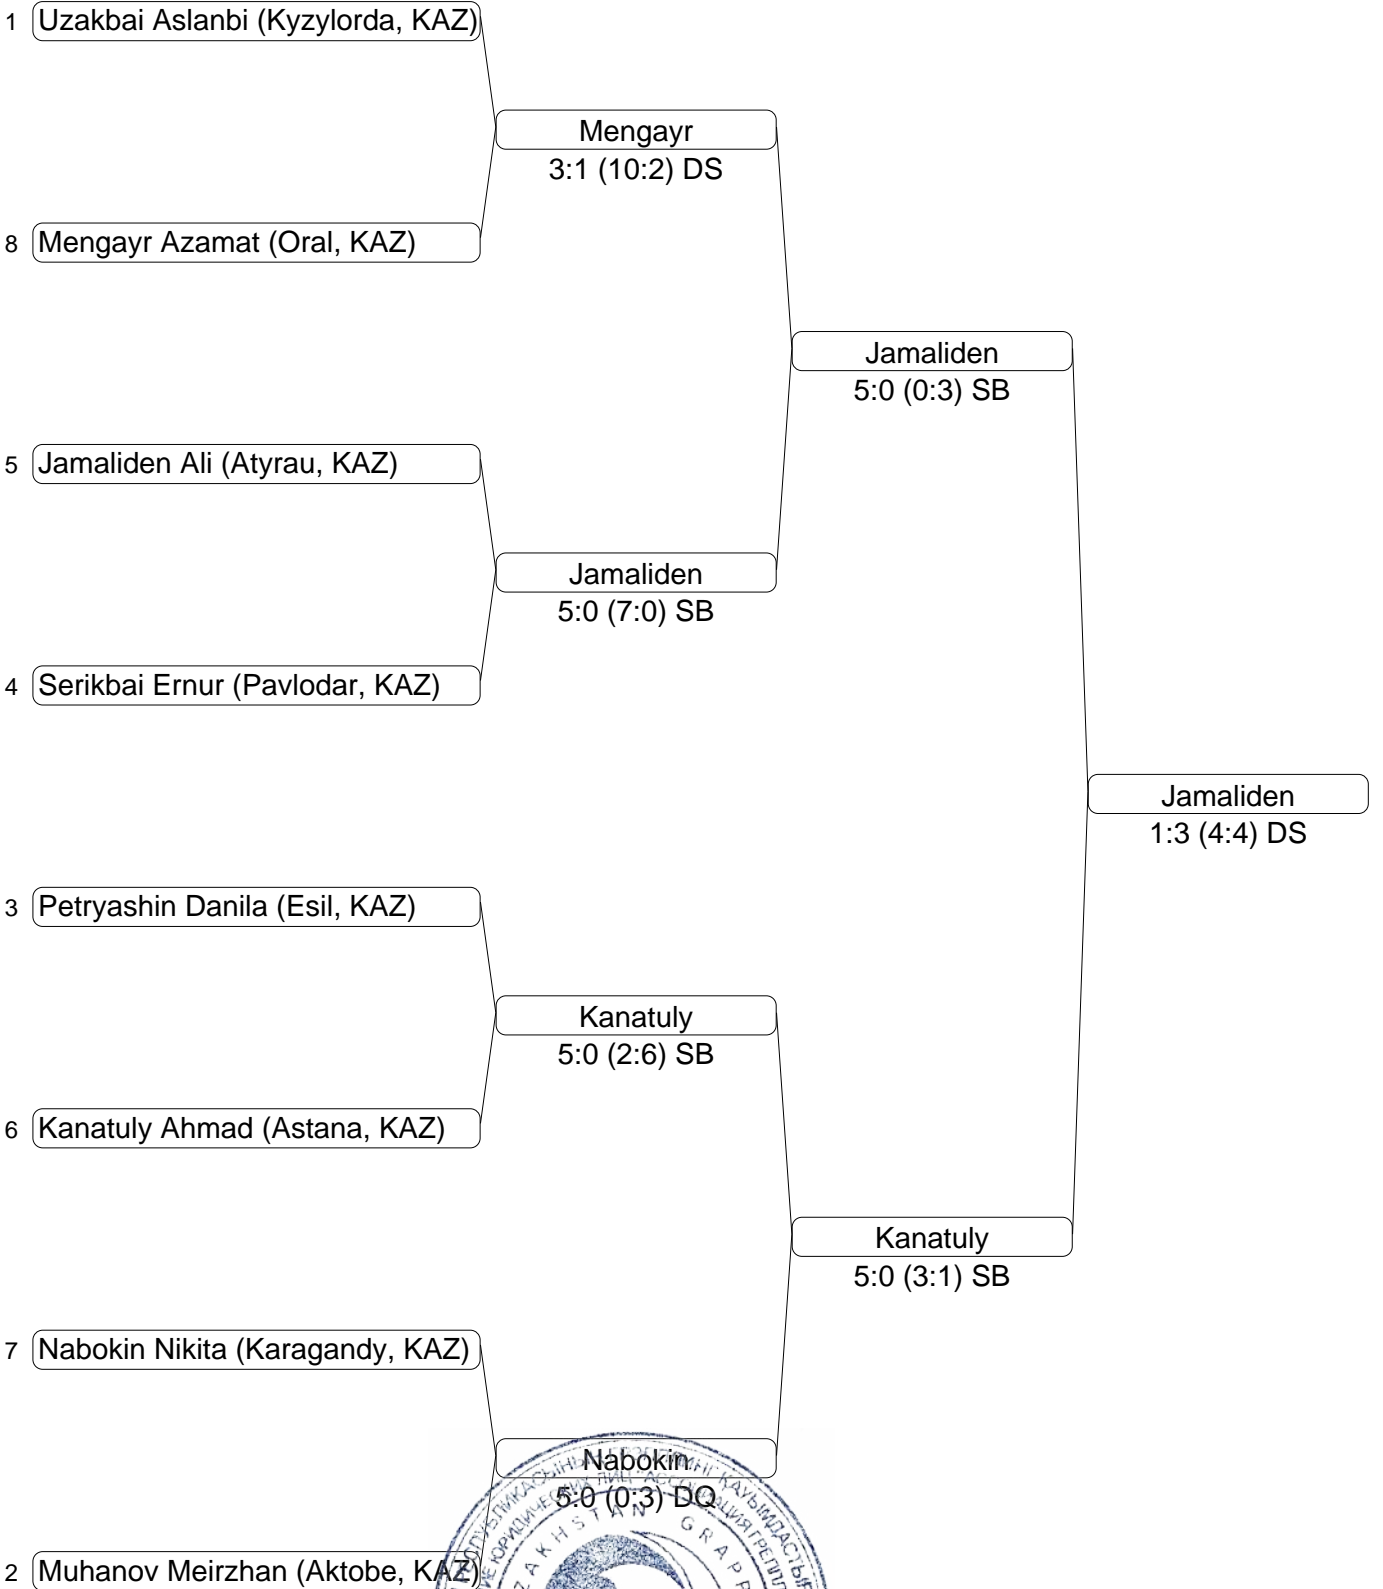 1 Uzakbai Aslanbi (Kyzylorda, KAZ)
Mengayr
3:1 (10:2) DS
8 Mengayr Azamat (Oral, KAZ)
Jamaliden
5:0 (0:3) SB
5 Jamaliden Ali (Atyrau, KAZ)
Jamaliden
5:0 (7:0) SB
4 Serikbai Ernur (Pavlodar, KAZ)
Jamaliden
1:3 (4:4) DS
3 Petryashin Danila (Esil, KAZ)
Kanatuly
5:0 (2:6) SB
6 Kanatuly Ahmad (Astana, KAZ)
Kanatuly
5:0 (3:1) SB
7 Nabokin Nikita (Karagandy, KAZ)
Nabokin
5:0 (0:3) DQ
2 Muhanov Meirzhan (Aktobe, KAZ)